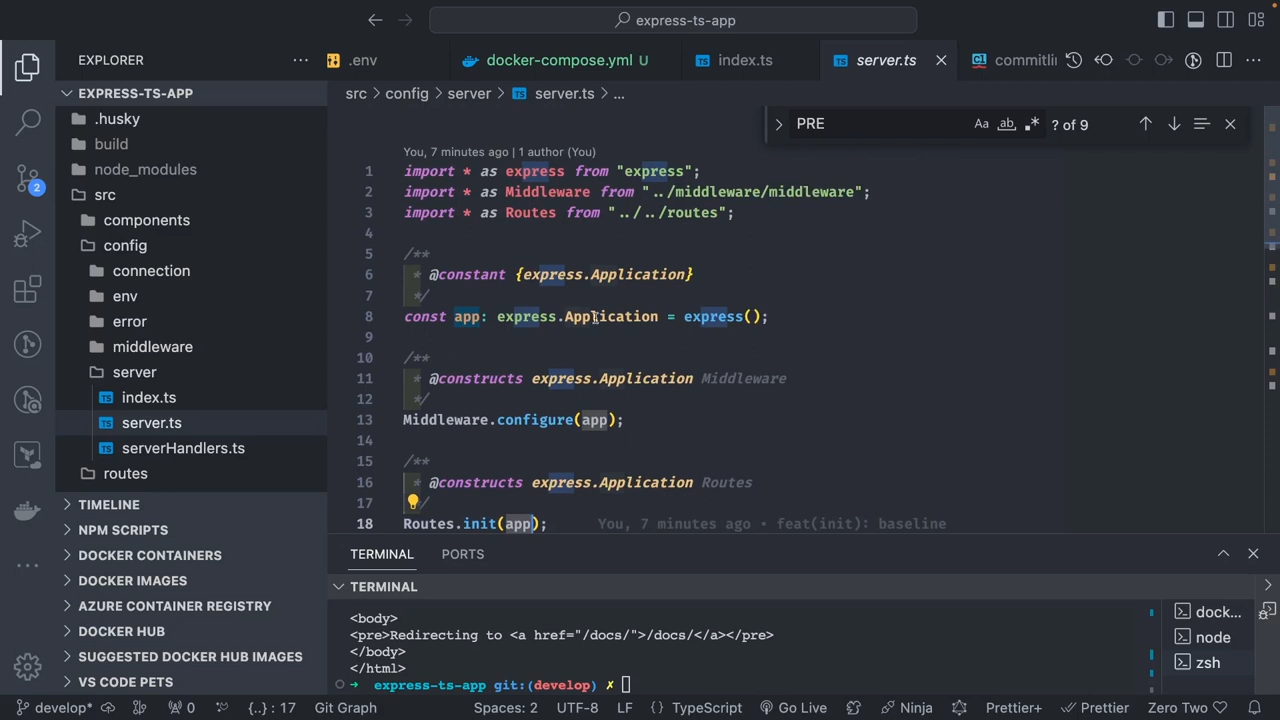 express-ts-app
EXPLORER
.env
docker-compose.yml U
index.ts
server.ts
commitlin
EXPRESS-TS-APP
src > config > server > server.ts > ...
.husky
build
node_modules
src
components
config
connection
env
error
middleware
server
index.ts
server.ts
serverHandlers.ts
routes
TIMELINE
NPM SCRIPTS
DOCKER CONTAINERS
DOCKER IMAGES
AZURE CONTAINER REGISTRY
DOCKER HUB
SUGGESTED DOCKER HUB IMAGES
VS CODE PETS
2
PRE
Aa ab .*
? of 9
You, 7 minutes ago | 1 author (You)
1 import * as express from "express";
2 import * as Middleware from "../middleware/middleware";
3 import * as Routes from "../../routes";
4
5 /**
6 * @constant {express.Application}
7 */
8 const app: express.Application = express();
9
10 /**
11 * @constructs express.Application Middleware
12 */
13 Middleware.configure(app);
14
15 /**
16 * @constructs express.Application Routes
17 */
18 Routes.init(app); You, 7 minutes ago • feat(init): baseline
TERMINAL PORTS
TERMINAL
<body>
<pre>Redirecting to <a href="/docs/">/docs/</a></pre>
</body>
</html>
→ express-ts-app git:(develop) ✗
dock...
node
zsh
develop* 0 {..} : 17 Git Graph Spaces: 2 UTF-8 LF {} TypeScript Go Live Ninja Prettier+ Prettier Zero Two